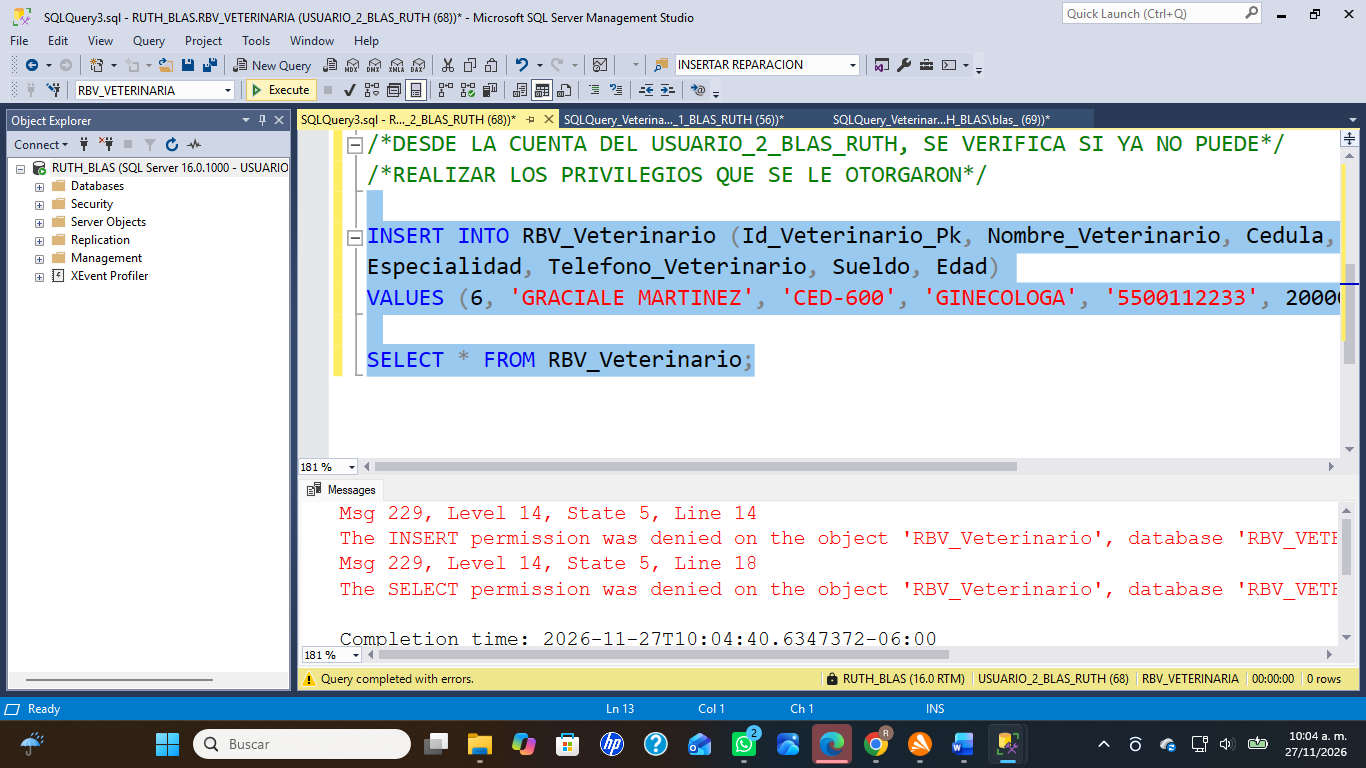 SQLQuery3.sql - RUTH_BLAS.RBV_VETERINARIA (USUARIO_2_BLAS_RUTH (68))* - Microsoft SQL Server Management Studio
Quick Launch (Ctrl+Q)
File Edit View Query Project Tools Window Help
New Query MDX DMX XMLA DAX INSERTAR REPARACION
RBV_VETERINARIA Execute
Object Explorer
SQLQuery3.sql - R..._2_BLAS_RUTH (68))* SQLQuery_Veterina..._1_BLAS_RUTH (56))* SQLQuery_Veterinar...H_BLAS\blas_ (69))*
Connect
RUTH_BLAS (SQL Server 16.0.1000 - USUARIO
Databases
Security
Server Objects
Replication
Management
XEvent Profiler
/*DESDE LA CUENTA DEL USUARIO_2_BLAS_RUTH, SE VERIFICA SI YA NO PUEDE*/
/*REALIZAR LOS PRIVILEGIOS QUE SE LE OTORGARON*/
INSERT INTO RBV_Veterinario (Id_Veterinario_Pk, Nombre_Veterinario, Cedula,
Especialidad, Telefono_Veterinario, Sueldo, Edad)
VALUES (6, 'GRACIALE MARTINEZ', 'CED-600', 'GINECOLOGA', '5500112233', 20000
SELECT * FROM RBV_Veterinario;
181 %
Messages
Msg 229, Level 14, State 5, Line 14
The INSERT permission was denied on the object 'RBV_Veterinario', database 'RBV_VETE
Msg 229, Level 14, State 5, Line 18
The SELECT permission was denied on the object 'RBV_Veterinario', database 'RBV_VETE
Completion time: 2026-11-27T10:04:40.6347372-06:00
181 %
Query completed with errors. RUTH_BLAS (16.0 RTM) USUARIO_2_BLAS_RUTH (68) RBV_VETERINARIA 00:00:00 0 rows
Ready Ln 13 Col 1 Ch 1 INS
Buscar
2
R
10:04 a. m.
27/11/2026